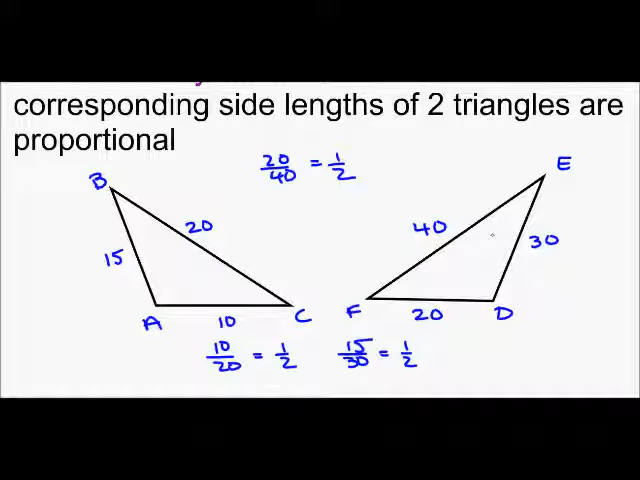 corresponding side lengths of 2 triangles are
proportional
20/40 = 1/2
B
20
15
A
10
C
E
40
30
F
20
D
10/20 = 1/2
15/30 = 1/2